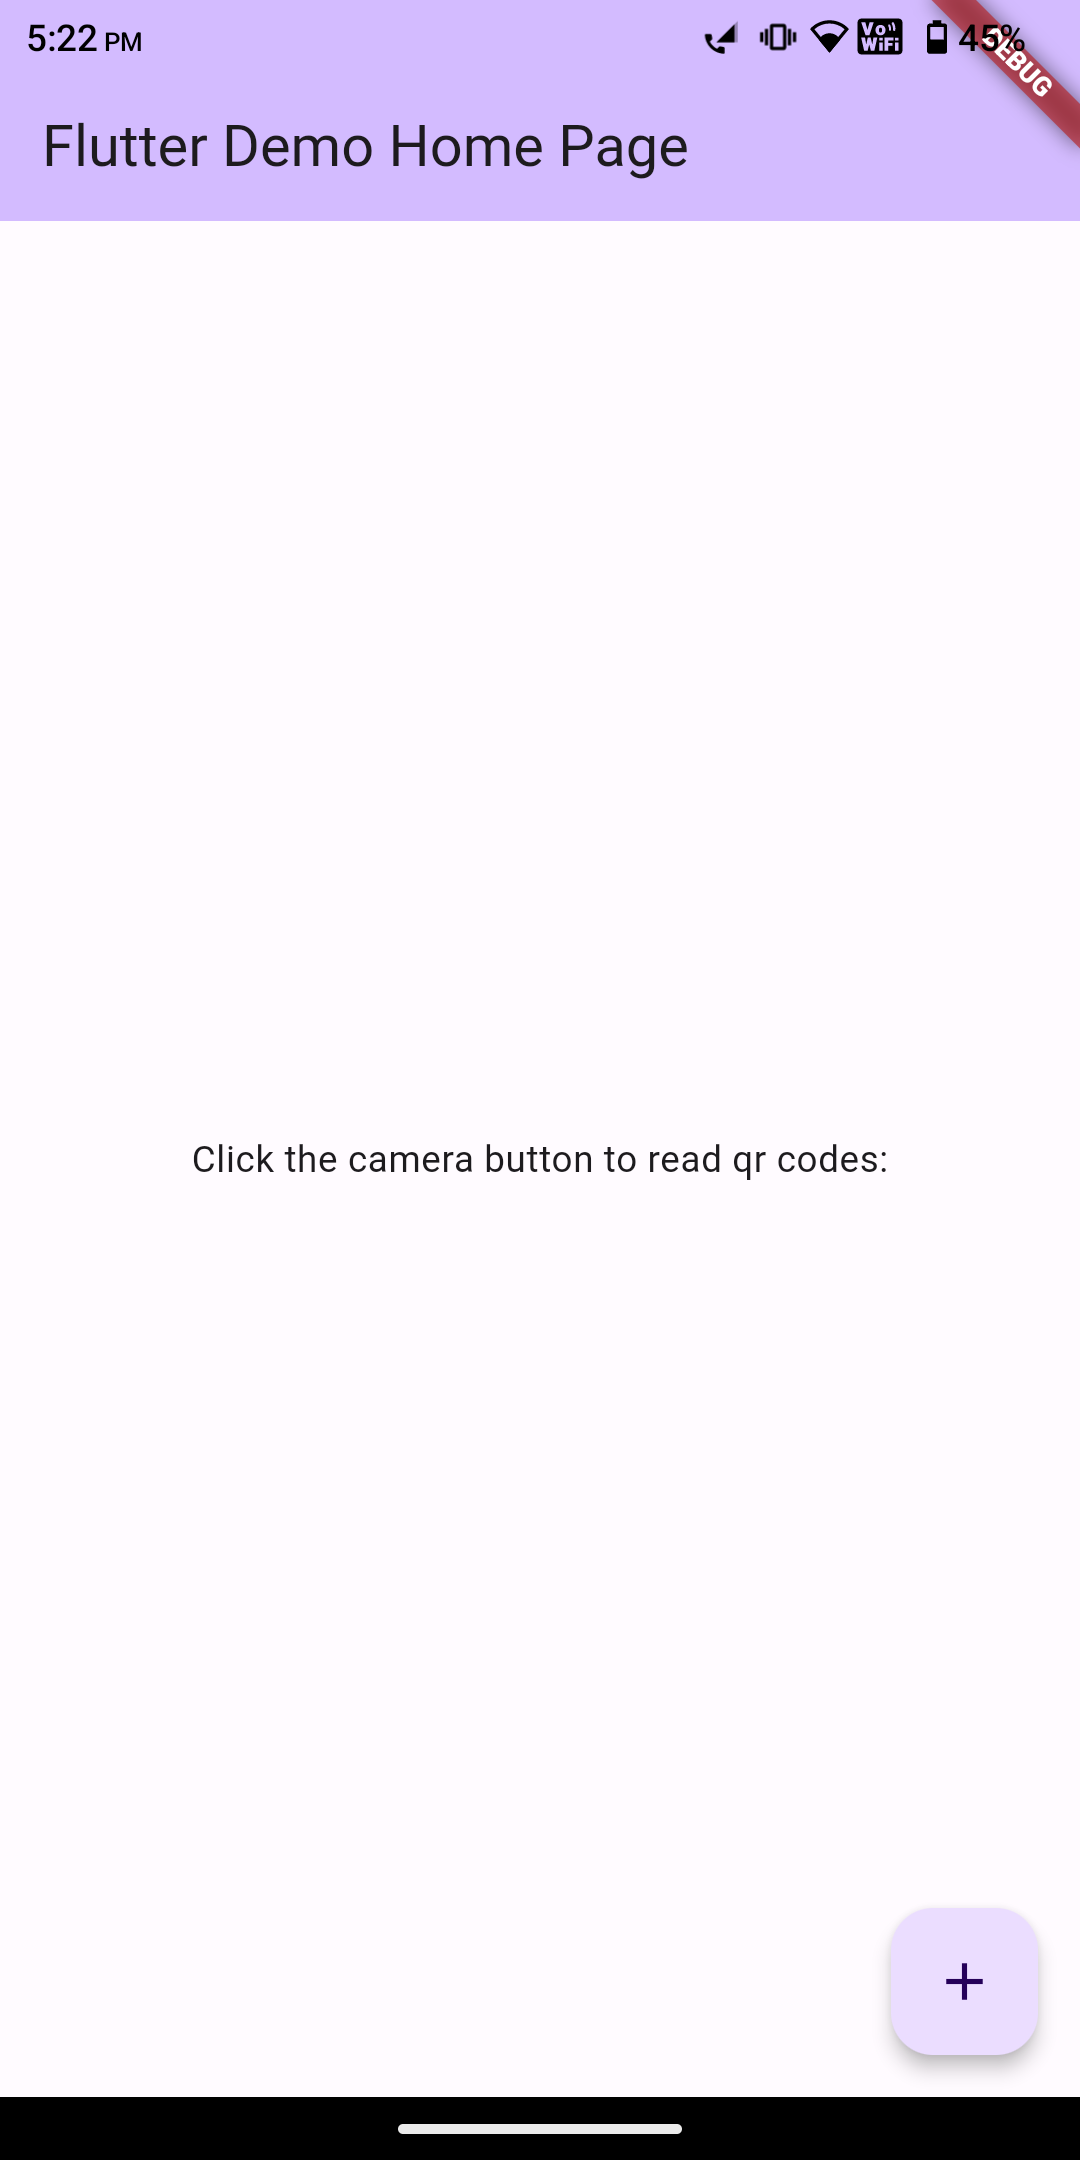 5:22 PM
Vo WiFi
45%
DEBUG
Flutter Demo Home Page
Click the camera button to read qr codes: